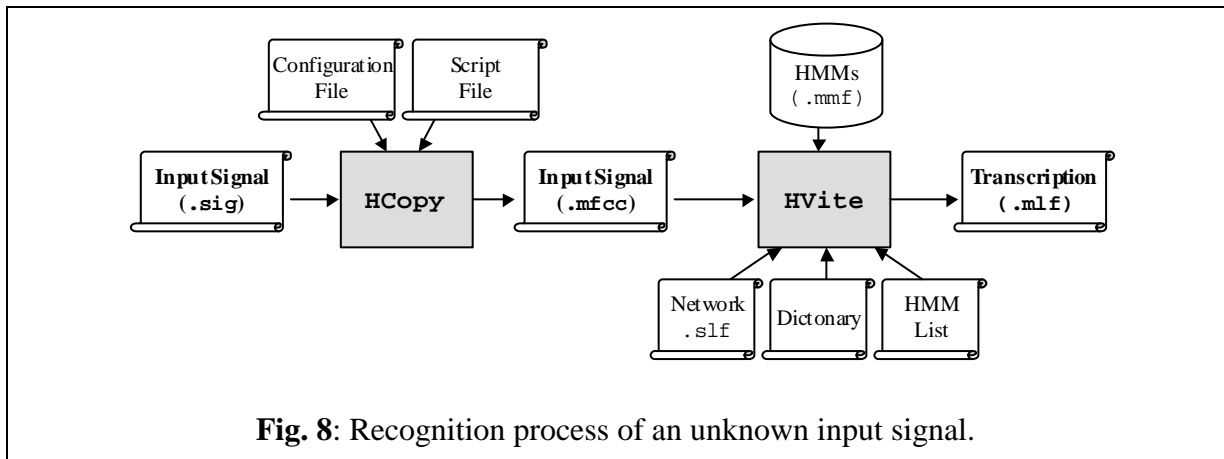 Configuration
File
Script
File
HMMs
(.mmf)
Input Signal
(.sig)
HCopy
Input Signal
(.mfcc)
HVite
Transcription
(.mlf)
Network
.slf
Dictonary
HMM
List
Fig. 8: Recognition process of an unknown input signal.